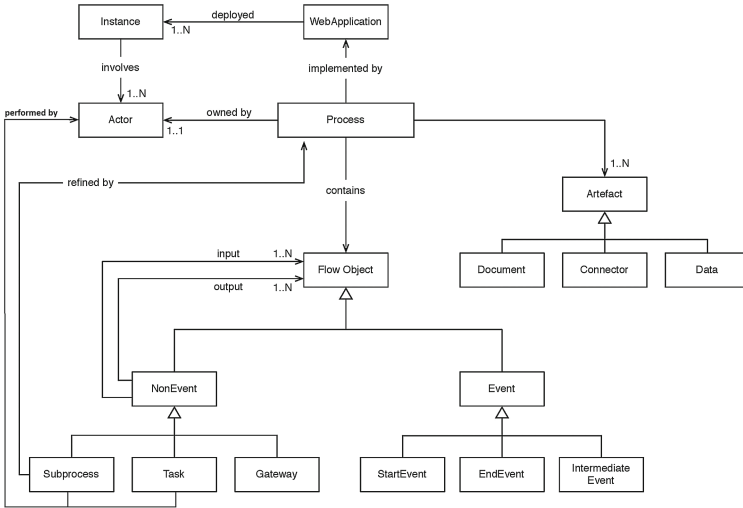 deployed
Instance
WebApplication
1..N
involves
implemented by
1..N
performed by
owned by
Actor
Process
1..1
1..N
refined by
contains
Artefact
input
1..N
Flow Object
Document
Connector
Data
output
1..N
NonEvent
Event
Subprocess
Task
Gateway
StartEvent
EndEvent
Intermediate
Event